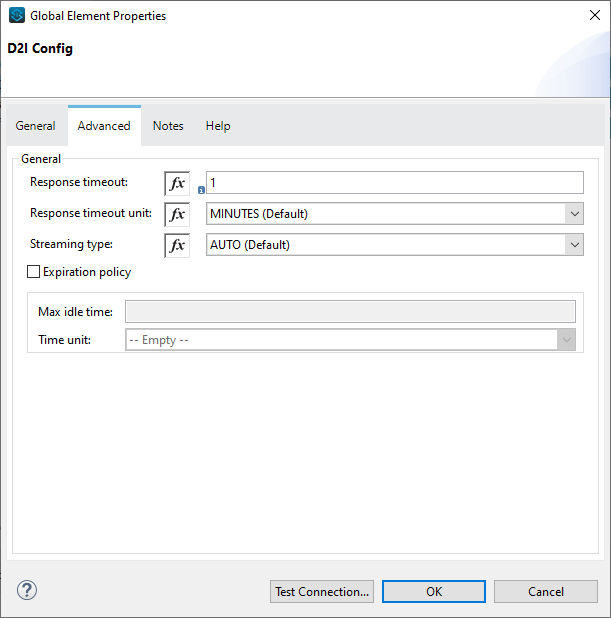 Global Element Properties
D2I Config
General Advanced Notes Help
General
Response timeout: fx 1
Response timeout unit: fx MINUTES (Default)
Streaming type: fx AUTO (Default)
Expiration policy
Max idle time:
Time unit: -- Empty --
? Test Connection... OK Cancel